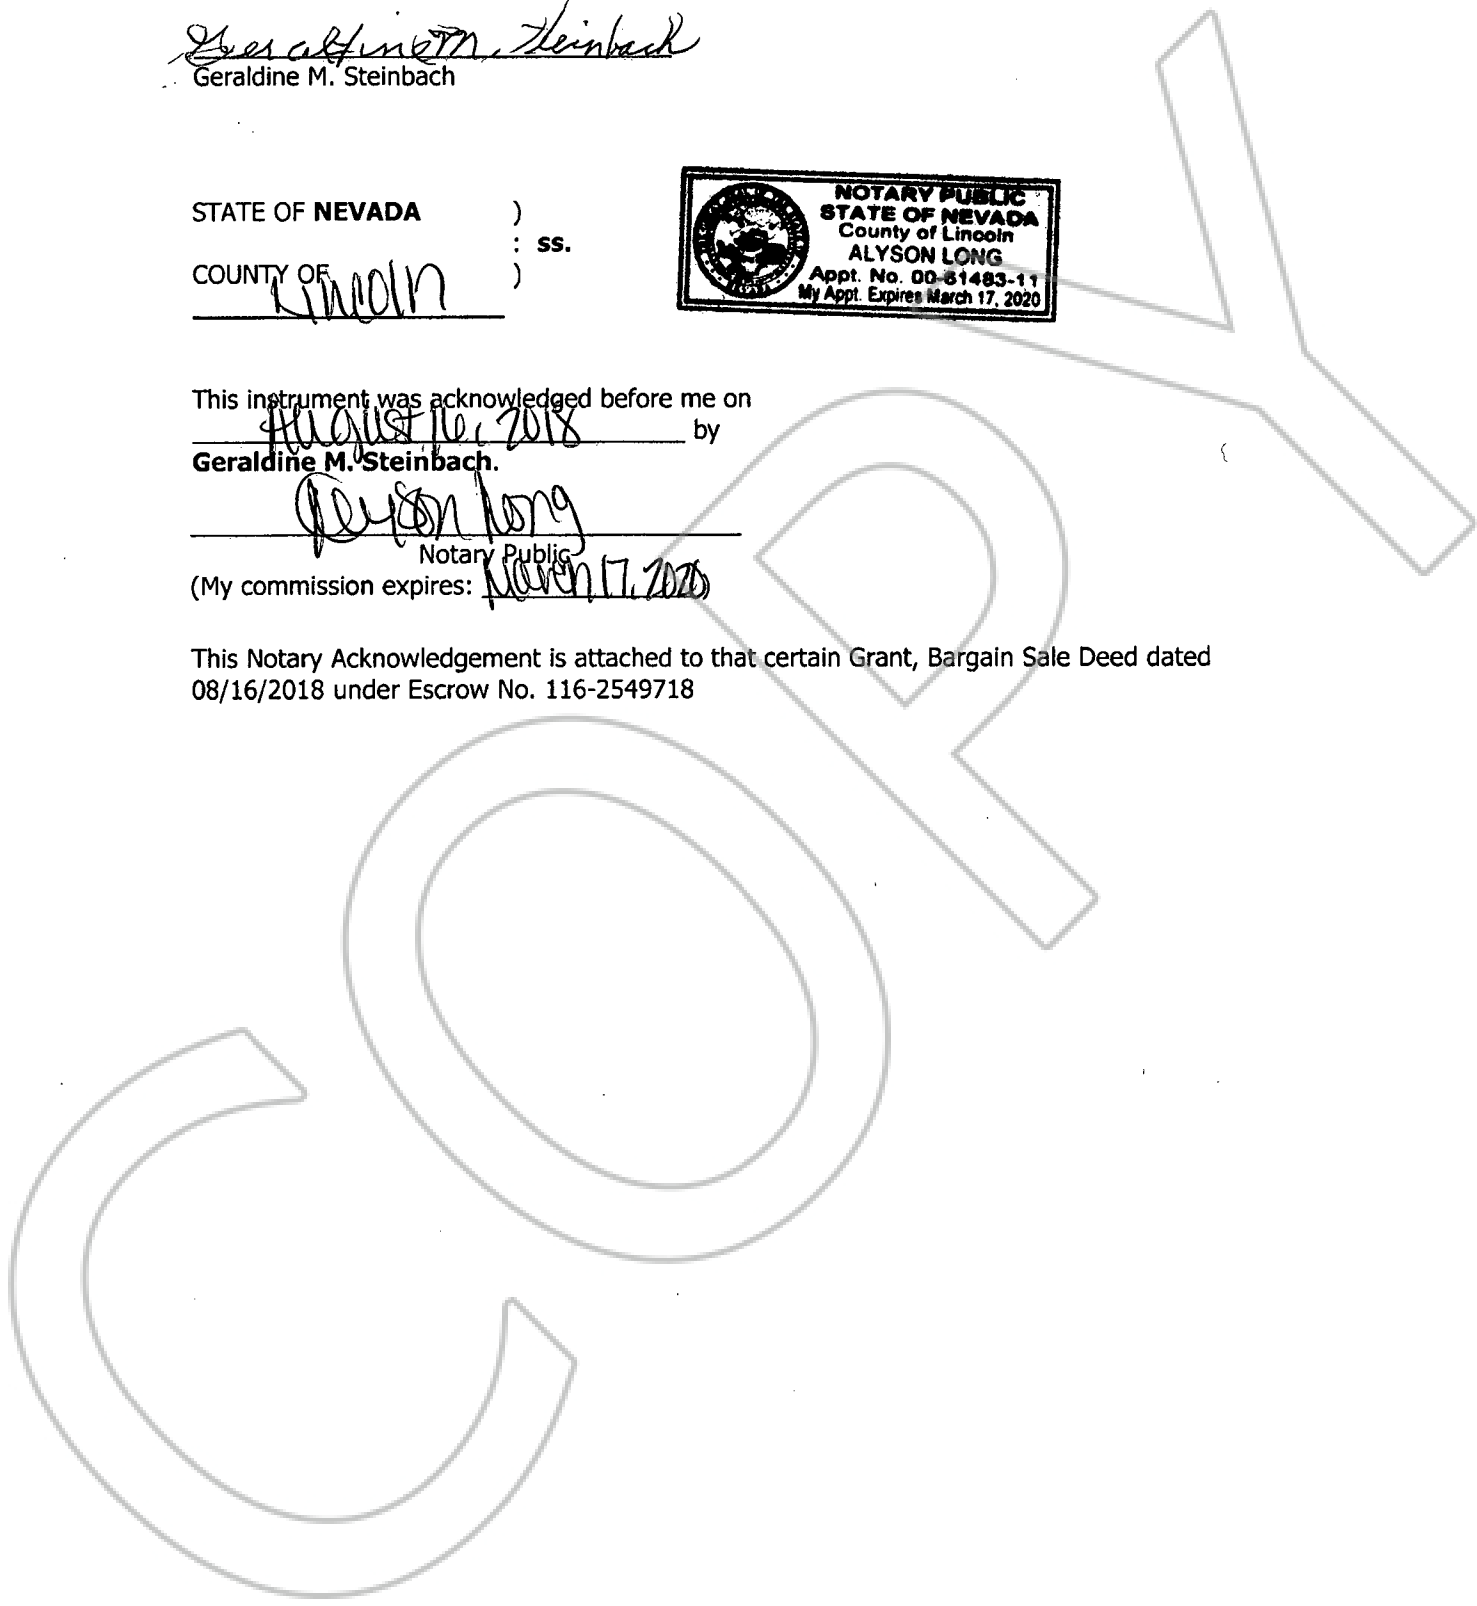 Geraldine M. Steinbach
Geraldine M. Steinbach
STATE OF NEVADA )
: ss.
COUNTY OF )
Lincoln
NOTARY PUBLIC
STATE OF NEVADA
County of Lincoln
ALYSON LONG
Appt. No. 00-61483-11
My Appt. Expires March 17, 2020
This instrument was acknowledged before me on
August 16, 2018 by
Geraldine M. Steinbach.
Alyson Long
Notary Public
(My commission expires: March 17, 2020)
This Notary Acknowledgement is attached to that certain Grant, Bargain Sale Deed dated
08/16/2018 under Escrow No. 116-2549718
COPY